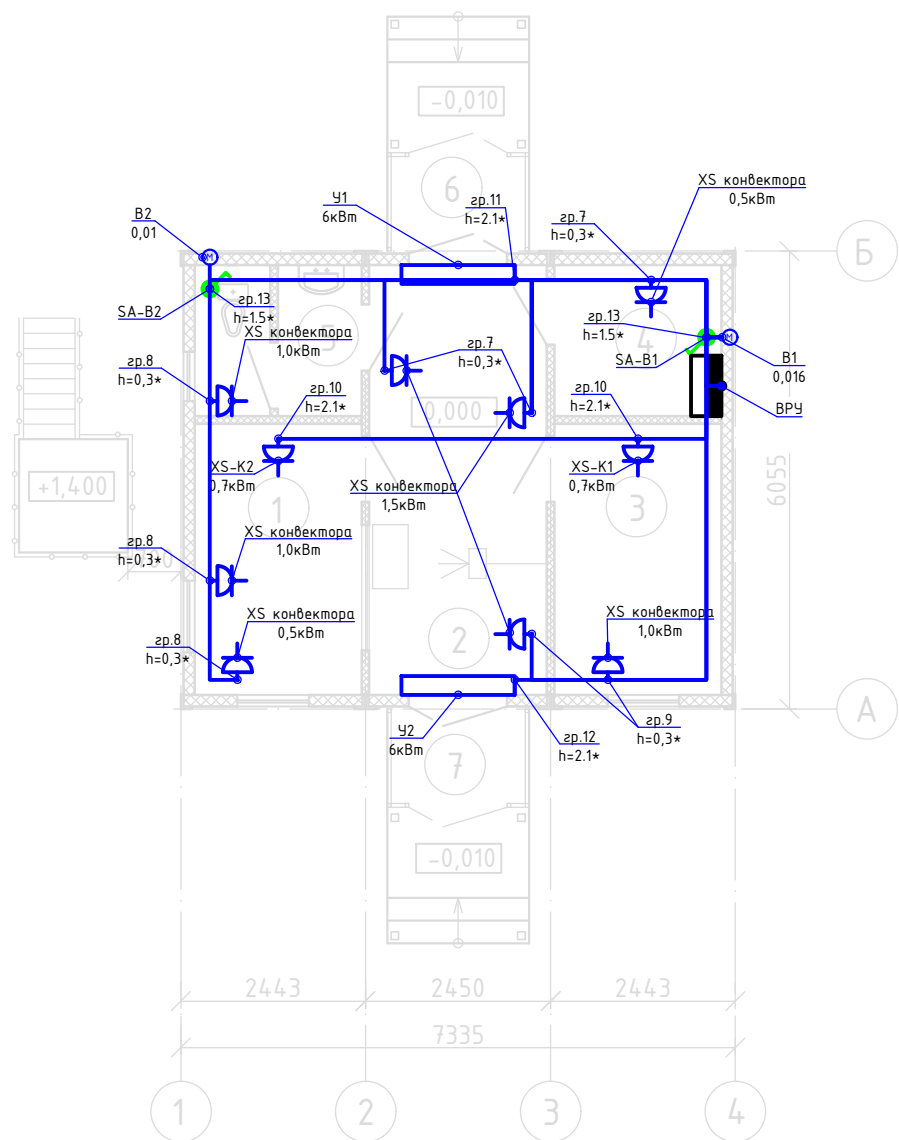 -0,010
6
XS конвектора
0,5кВт
У1
6кВт
гр.11
h=2.1*
гр.7
h=0,3*
В2
0,01
Б
М
SA-B2
гр.13
h=1.5*
5
XS конвектора
1,0кВт
гр.7
h=0,3*
гр.13
h=1.5*
4
SA-B1
М
В1
0,016
гр.8
h=0,3*
гр.10
h=2.1*
0,000
гр.10
h=2.1*
ВРУ
+1,400
XS-К2
0,7кВт
1
XS конвектора
1,5кВт
XS-К1
0,7кВт
3
6055
гр.8
h=0,3*
XS конвектора
1,0кВт
XS конвектора
0,5кВт
гр.8
h=0,3*
2
XS конвектора
1,0кВт
А
У2
6кВт
7
гр.12
h=2.1*
гр.9
h=0,3*
-0,010
2443
2450
2443
7335
1
2
3
4